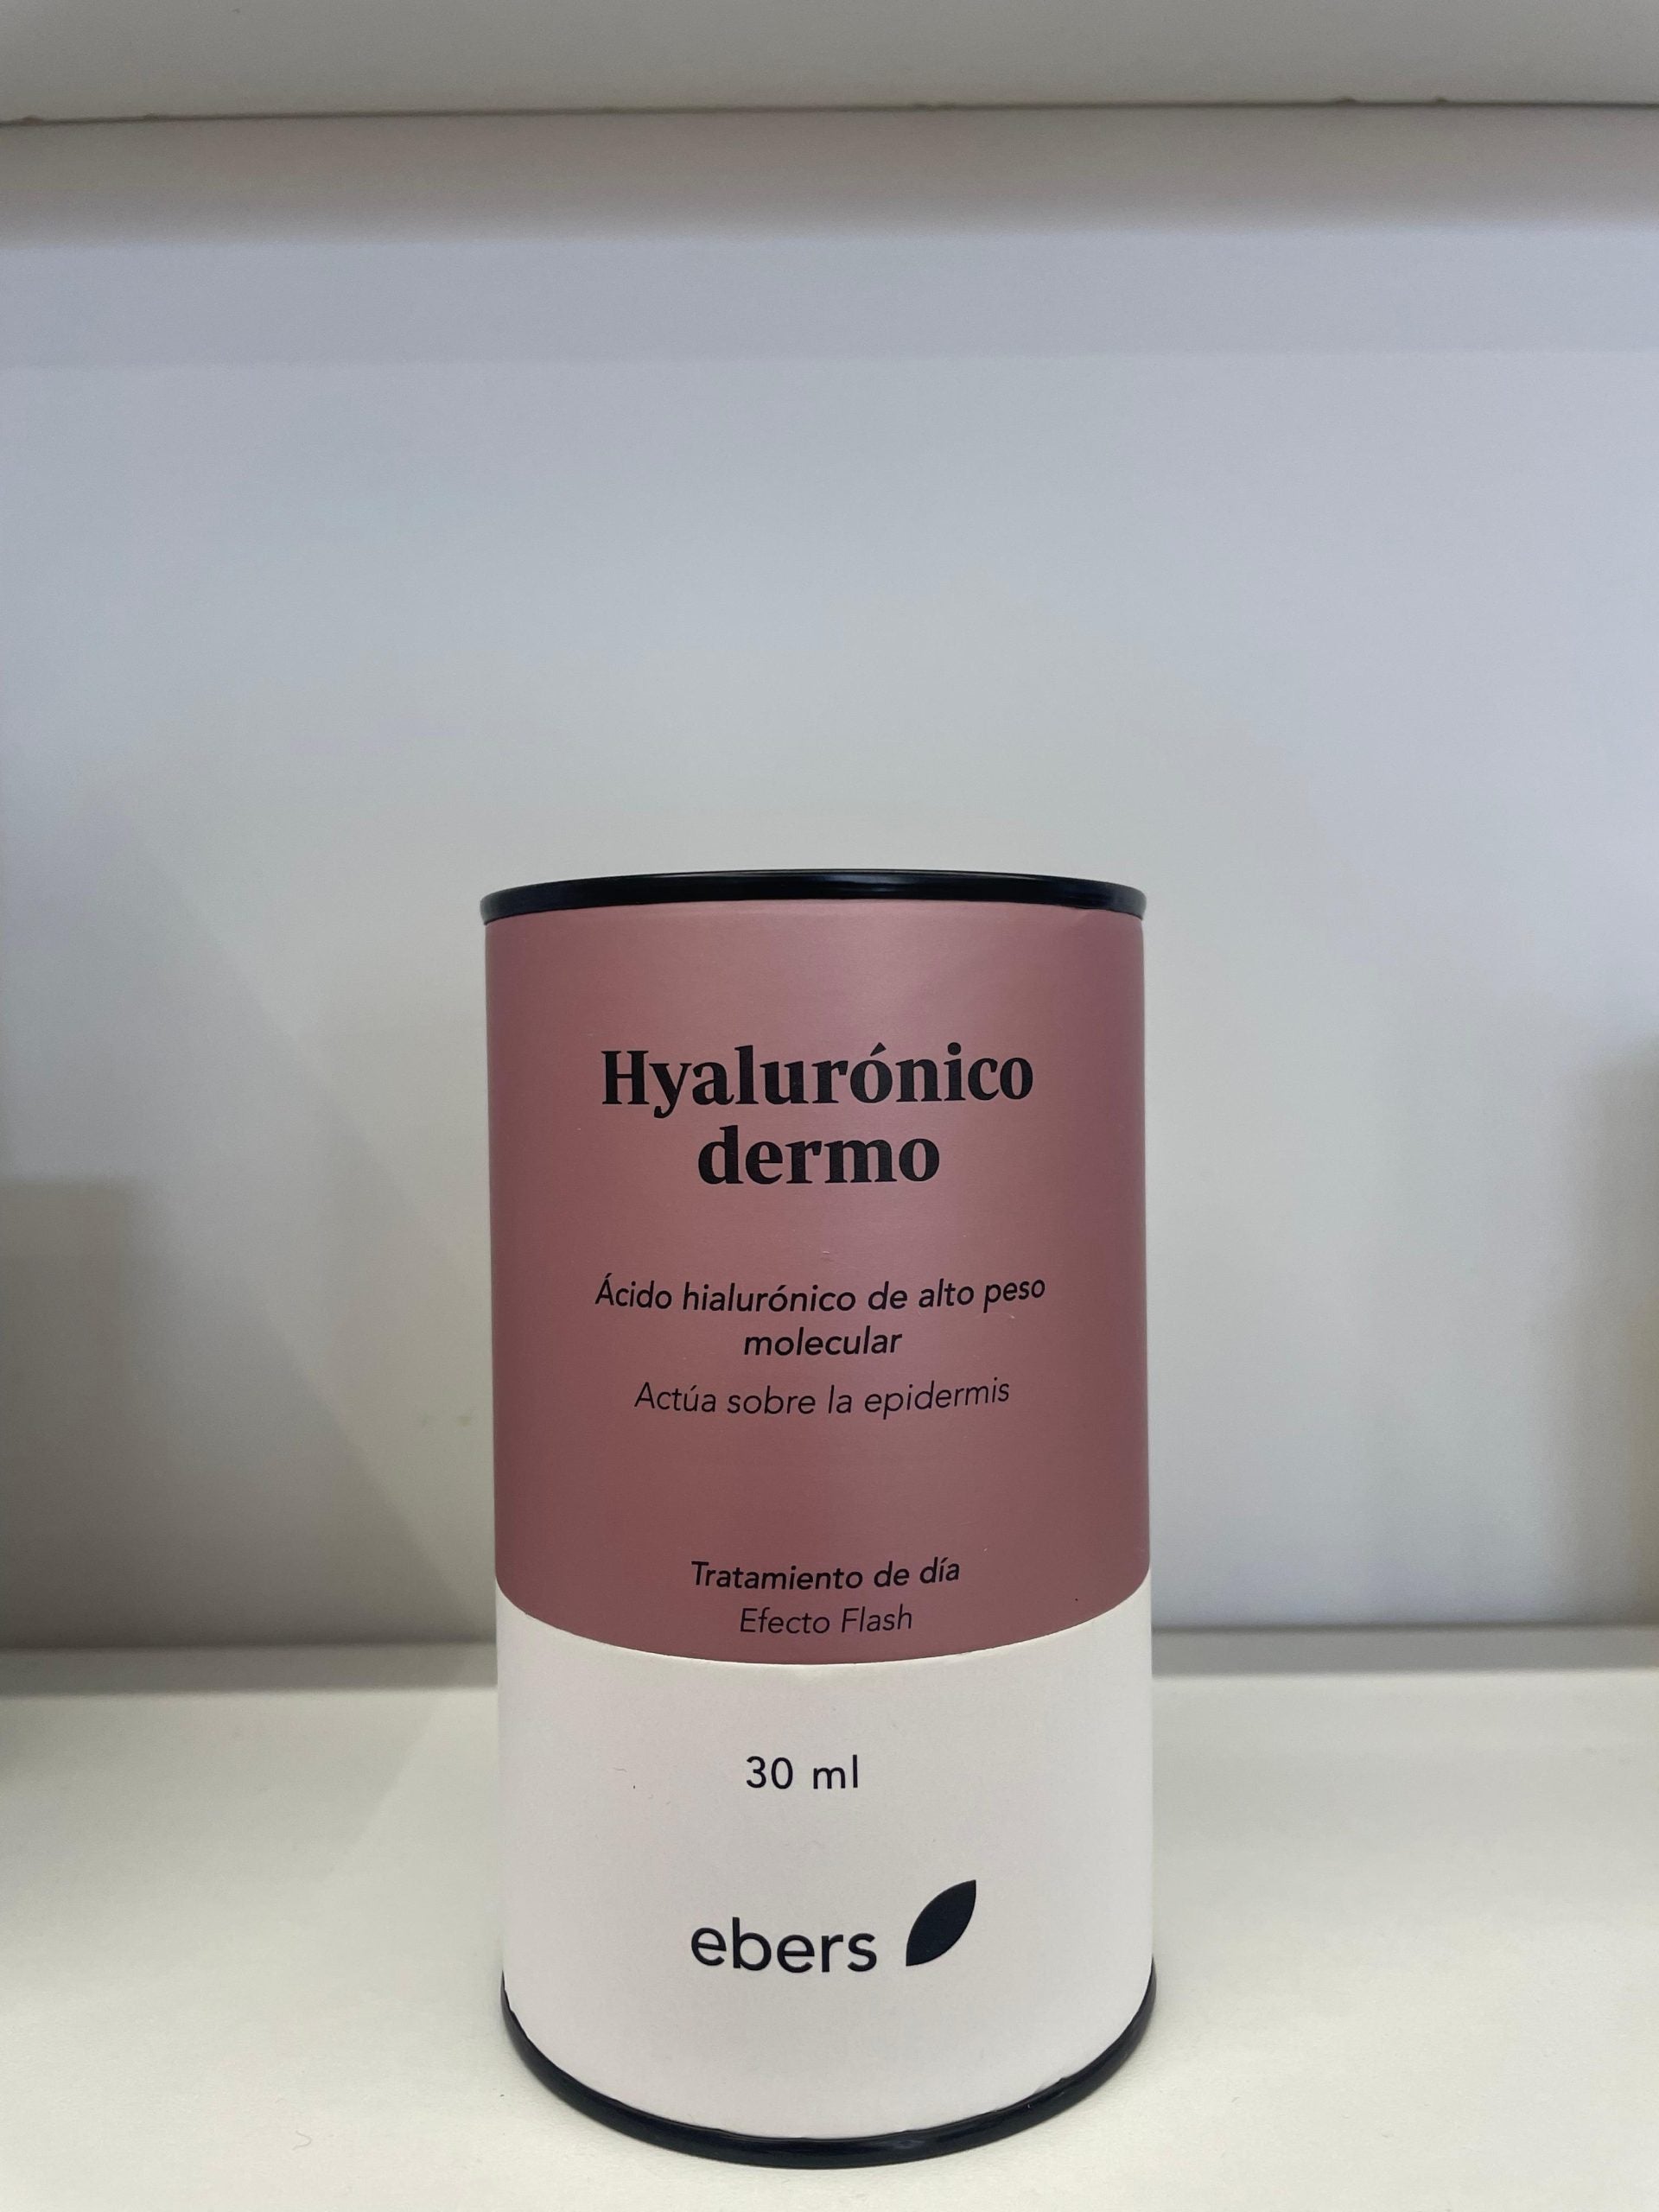 Hyalurónico
dermo
Ácido hialurónico de alto peso
molecular
Actúa sobre la epidermis
Tratamiento de día
Efecto Flash
30 ml
ebers